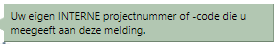 Uw eigen INTERNE projectnummer of -code die u
meegeeft aan deze melding.